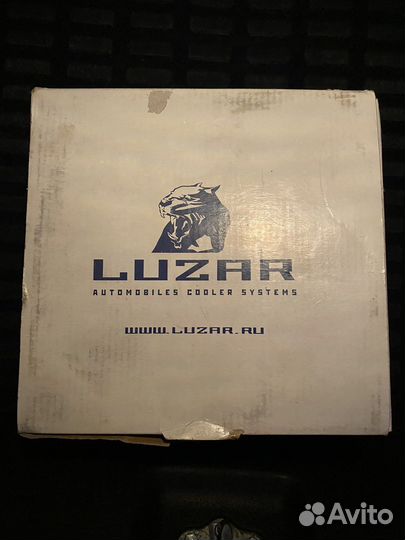 LUZAR
AUTOMOBILES COOLER SYSTEMS
WWW.LUZAR.RU
Avito